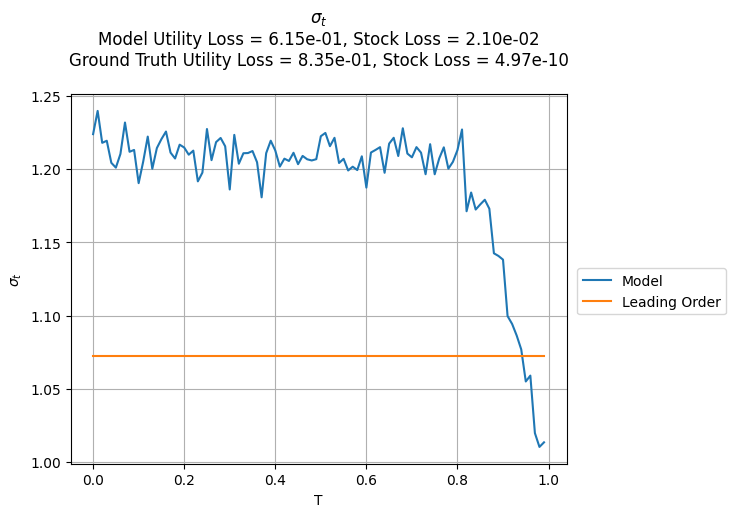 σt
Model Utility Loss = 6.15e-01, Stock Loss = 2.10e-02
Ground Truth Utility Loss = 8.35e-01, Stock Loss = 4.97e-10
1.25
1.20
1.15
1.10
1.05
1.00
σt
0.0 0.2 0.4 0.6 0.8 1.0
T
Model
Leading Order